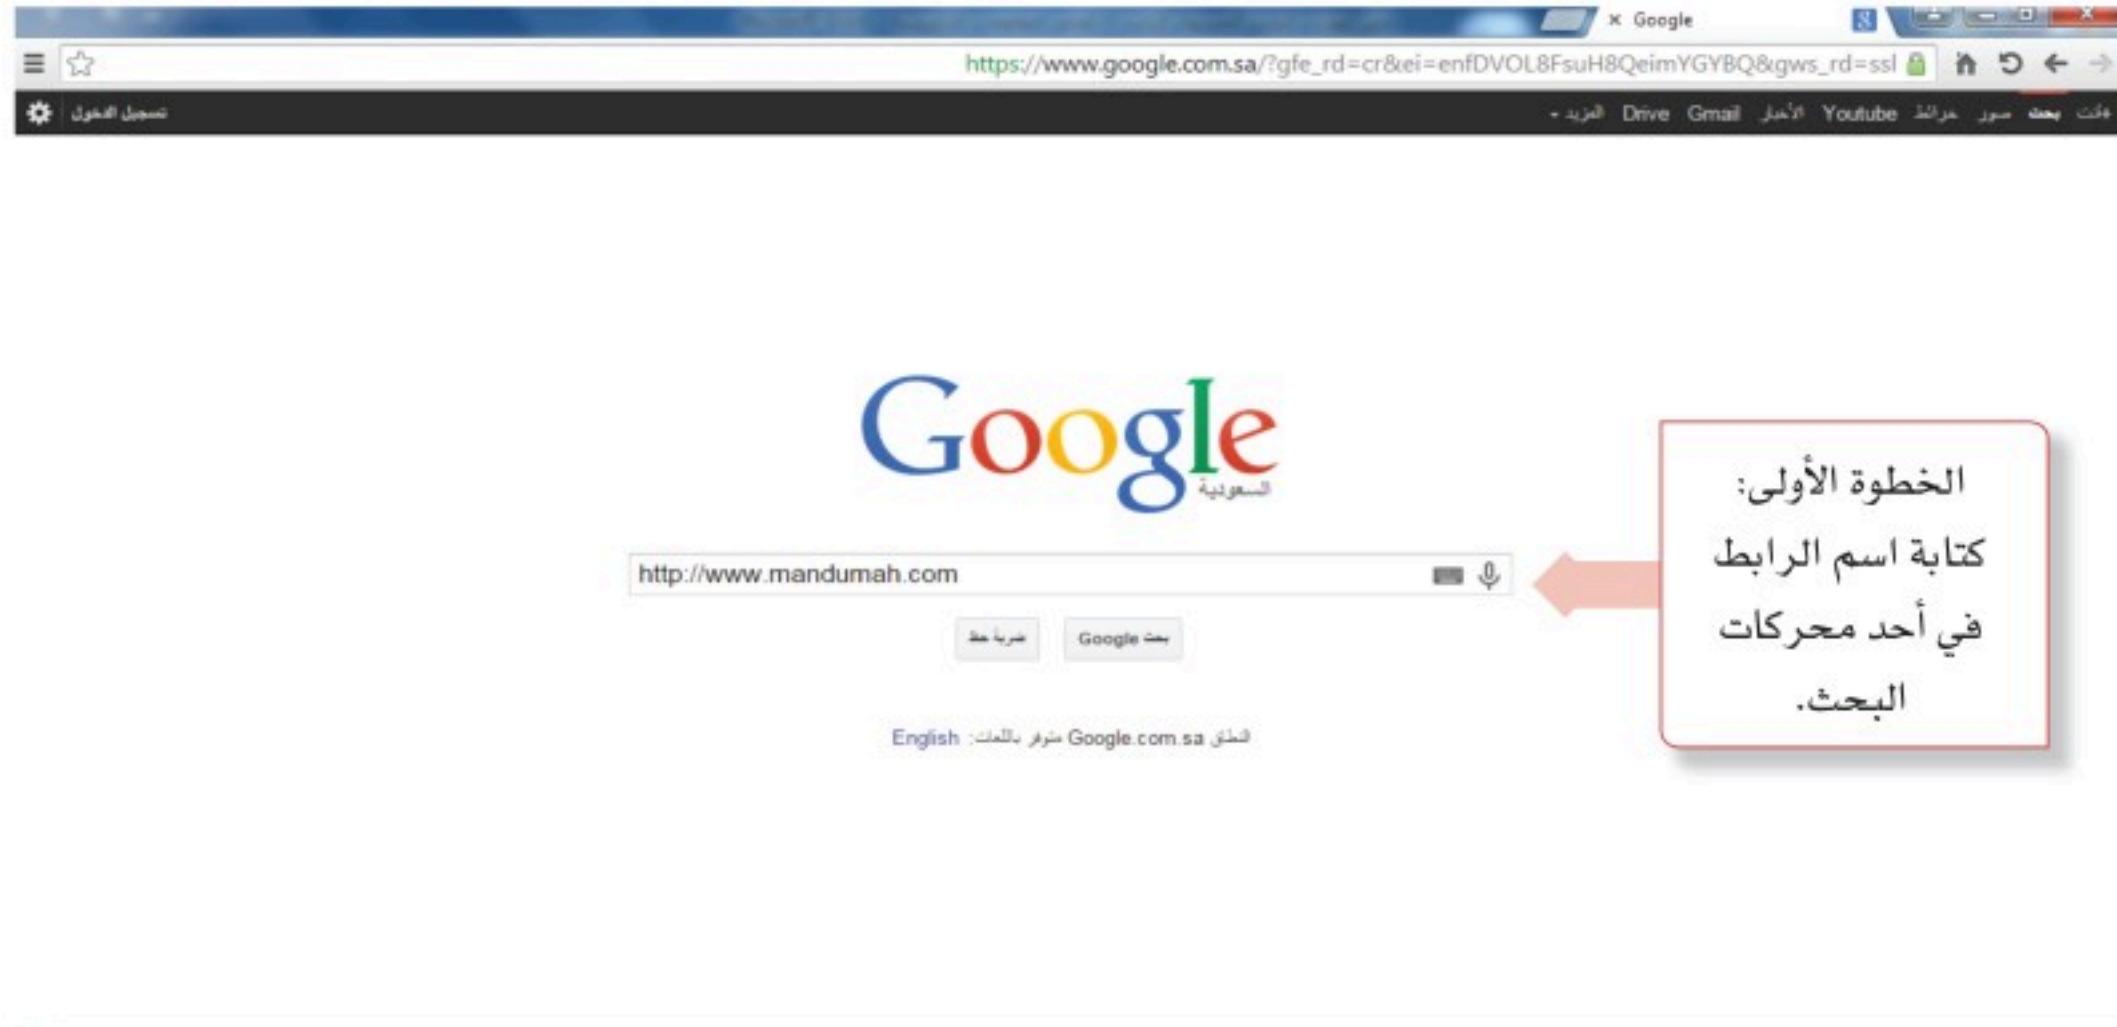 Google
https://www.google.com.sa/?gfe_rd=cr&ei=enfDVOL8FsuH8QeimYGYBQ&gws_rd=ssl
بحث صور خرائط Youtube الأخبار Gmail Drive المزيد
تسجيل الدخول
Google
السعودية
http://www.mandumah.com
بحث Google
ضربة حظ
النطاق Google.com.sa متوفر باللغات: English
الخطوة الأولى:
كتابة اسم الرابط
في أحد محركات
البحث.